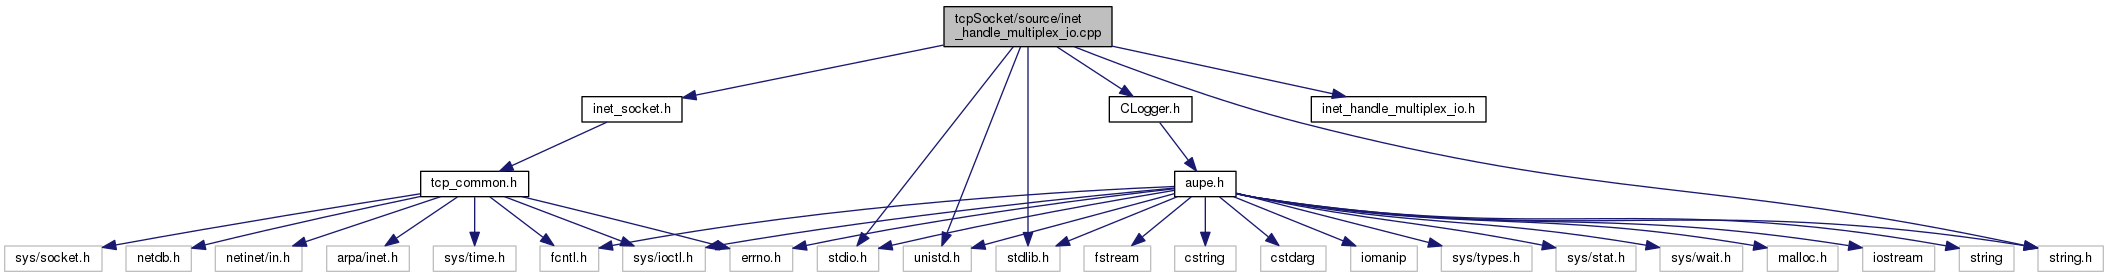 tcpSocket/source/inet
_handle_multiplex_io.cpp
inet_socket.h
CLogger.h
inet_handle_multiplex_io.h
tcp_common.h
aupe.h
sys/socket.h
netdb.h
netinet/in.h
arpa/inet.h
sys/time.h
fcntl.h
sys/ioctl.h
errno.h
stdio.h
unistd.h
stdlib.h
fstream
cstring
cstdarg
iomanip
sys/types.h
sys/stat.h
sys/wait.h
malloc.h
iostream
string
string.h